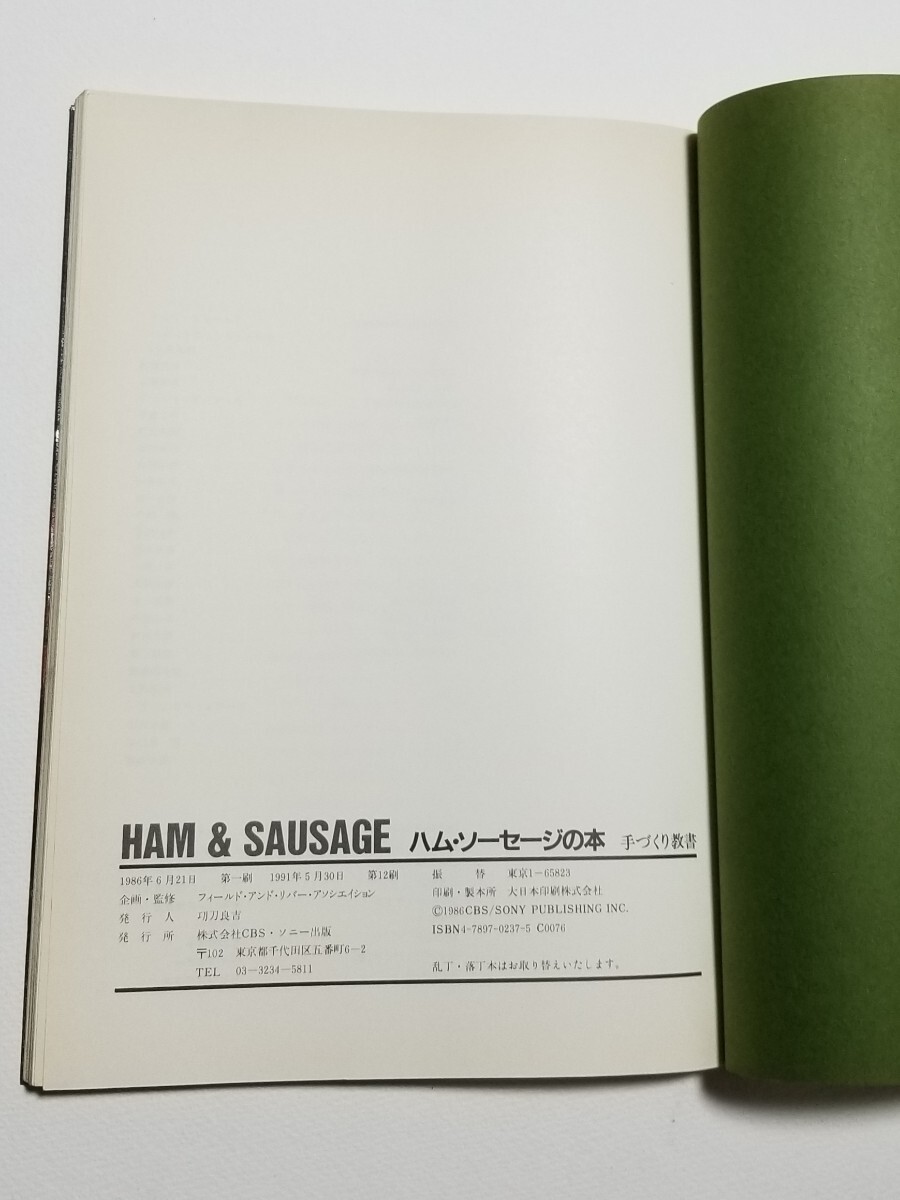 HAM & SAUSAGE ハム・ソーセージの本 手づくり教書
1986年6月21日 第一刷 1991年5月30日 第12刷
企画・監修 フィールド・アンド・リバー・アソシエイション
発行人 功刀良吉
発行所 株式会社CBS・ソニー出版
〒102 東京都千代田区五番町6−2
TEL 03−3234−5811
振替 東京1−65823
印刷・製本所 大日本印刷株式会社
©1986CBS/SONY PUBLISHING INC.
ISBN4-7897-0237-5 C0076
乱丁・落丁本はお取り替えいたします。